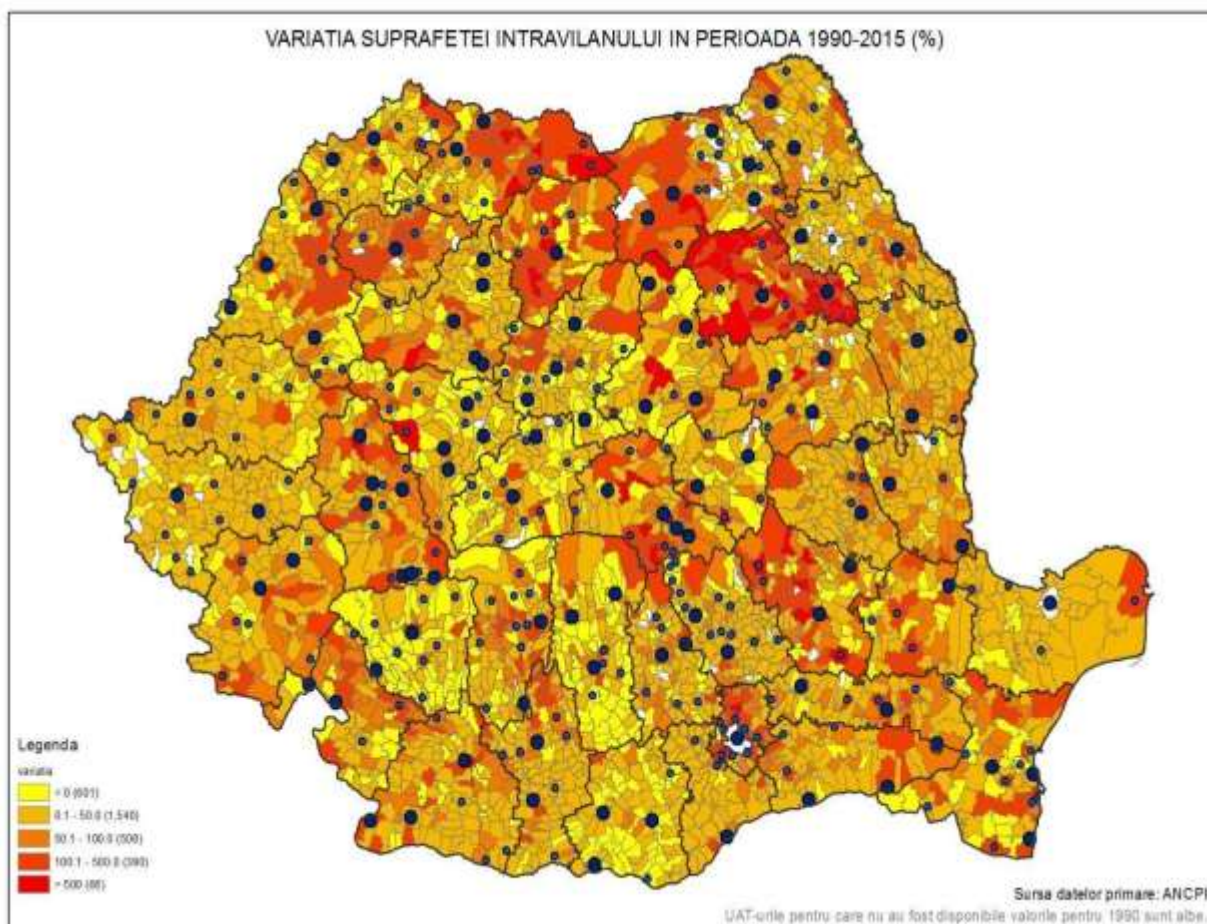 VARIATIA SUPRAFETEI INTRAVILANULUI IN PERIOADA 1990-2015 (%)
Legenda
variatia
< 0 (601)
0.1 - 50.0 (1,540)
50.1 - 100.0 (500)
100.1 - 500.0 (390)
> 500 (66)
Sursa datelor primare: ANCPI
UAT-urile pentru care nu au fost disponibile valorile pentru 1990 sunt albe.